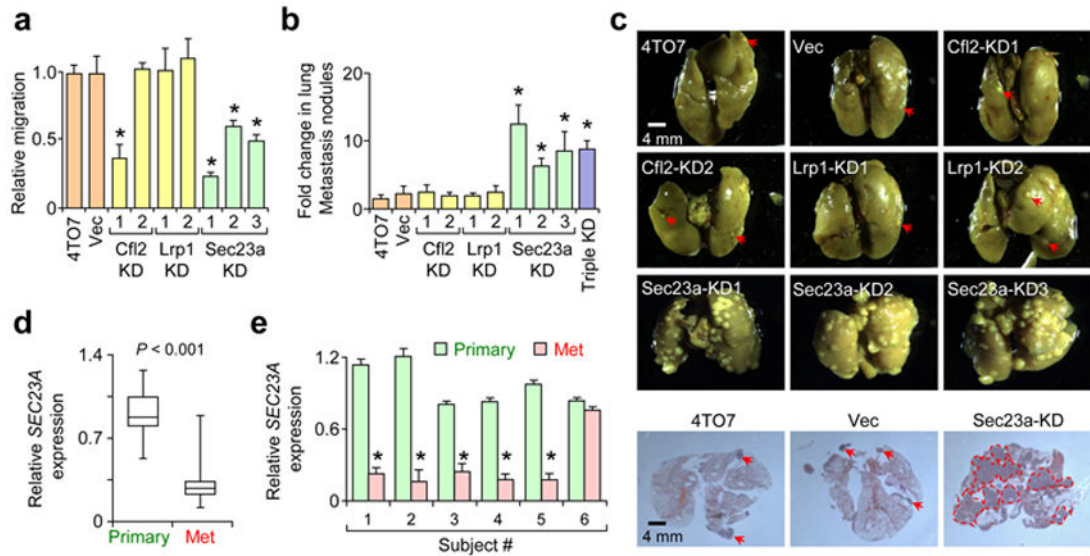 a
Relative migration
1.0
0.5
0
*
*
*
*
4TO7
Vec
1 2 1 2 1 2 3
Cfl2 KD
Lrp1 KD
Sec23a KD
b
Fold change in lung
Metastasis nodules
20
10
0
*
*
*
*
4TO7
Vec
1 2 1 2 1 2 3
Cfl2 KD
Lrp1 KD
Sec23a KD
Triple KD
c
4TO7
Vec
Cfl2-KD1
4 mm
Cfl2-KD2
Lrp1-KD1
Lrp1-KD2
Sec23a-KD1
Sec23a-KD2
Sec23a-KD3
4TO7
Vec
Sec23a-KD
4 mm
d
P < 0.001
Relative SEC23A
expression
1.4
0.7
0
Primary
Met
e
Primary
Met
Relative SEC23A
expression
1.2
0.6
0
*
*
*
*
*
1 2 3 4 5 6
Subject #